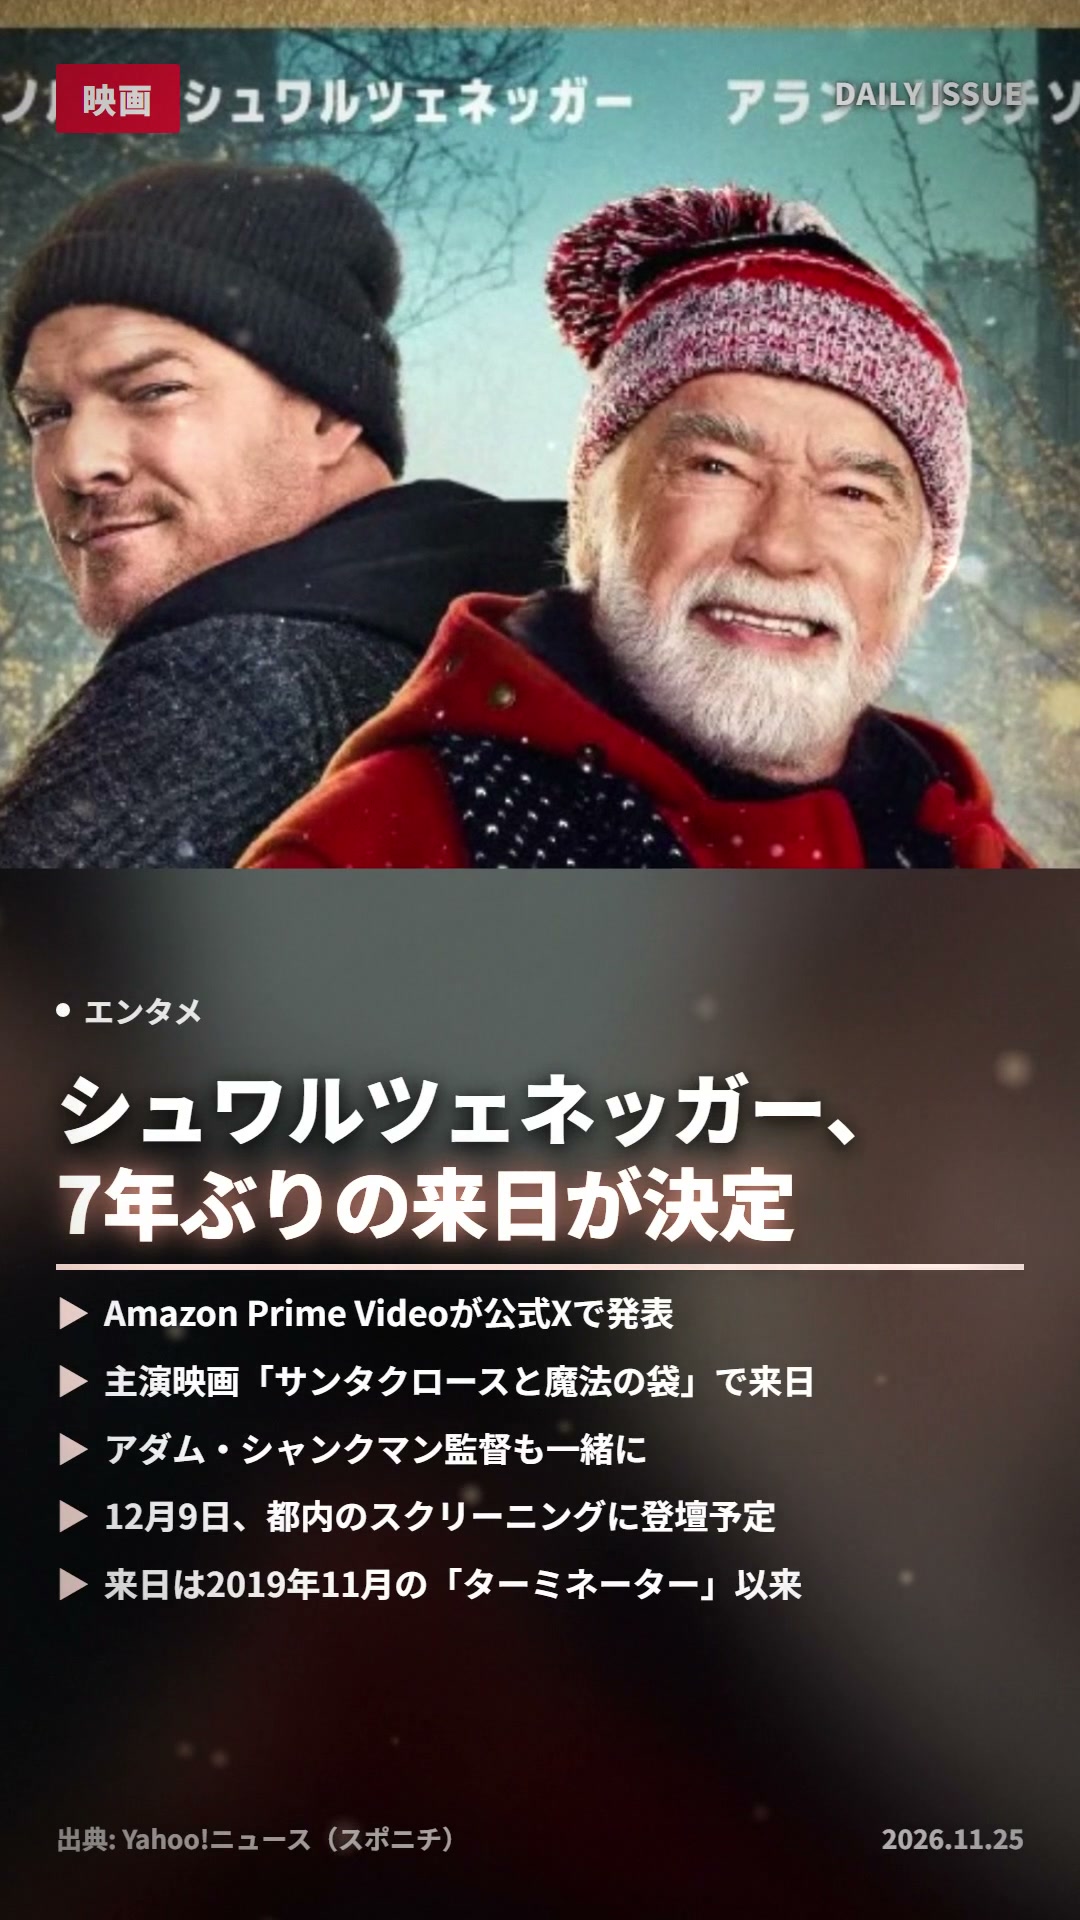 映画
シュワルツェネッガー
アラン・リッチソ
DAILY ISSUE
エンタメ
シュワルツェネッガー、
7年ぶりの来日が決定
▶ Amazon Prime Videoが公式Xで発表
▶ 主演映画「サンタクロースと魔法の袋」で来日
▶ アダム・シャンクマン監督も一緒に
▶ 12月9日、都内のスクリーニングに登壇予定
▶ 来日は2019年11月の「ターミネーター」以来
出典: Yahoo!ニュース（スポニチ）
2026.11.25